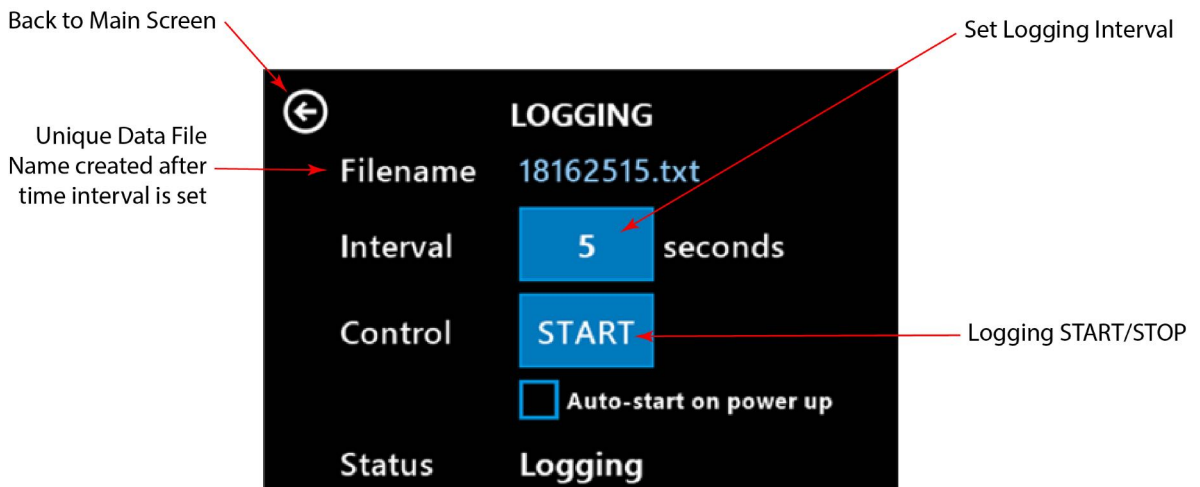 Back to Main Screen
Set Logging Interval
LOGGING
Unique Data File
Name created after
time interval is set
Filename 18162515.txt
Interval 5 seconds
Control START
Logging START/STOP
Auto-start on power up
Status Logging